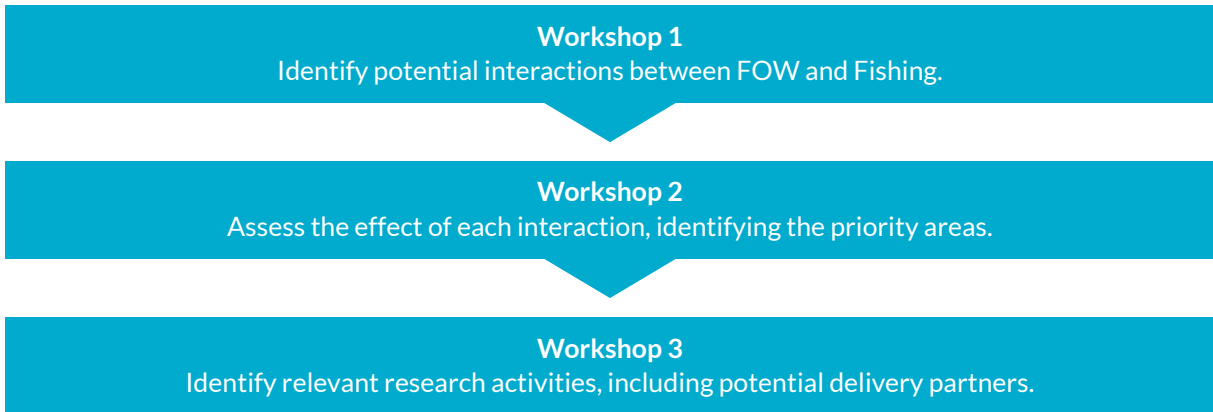 Workshop 1
Identify potential interactions between FOW and Fishing.
Workshop 2
Assess the effect of each interaction, identifying the priority areas.
Workshop 3
Identify relevant research activities, including potential delivery partners.